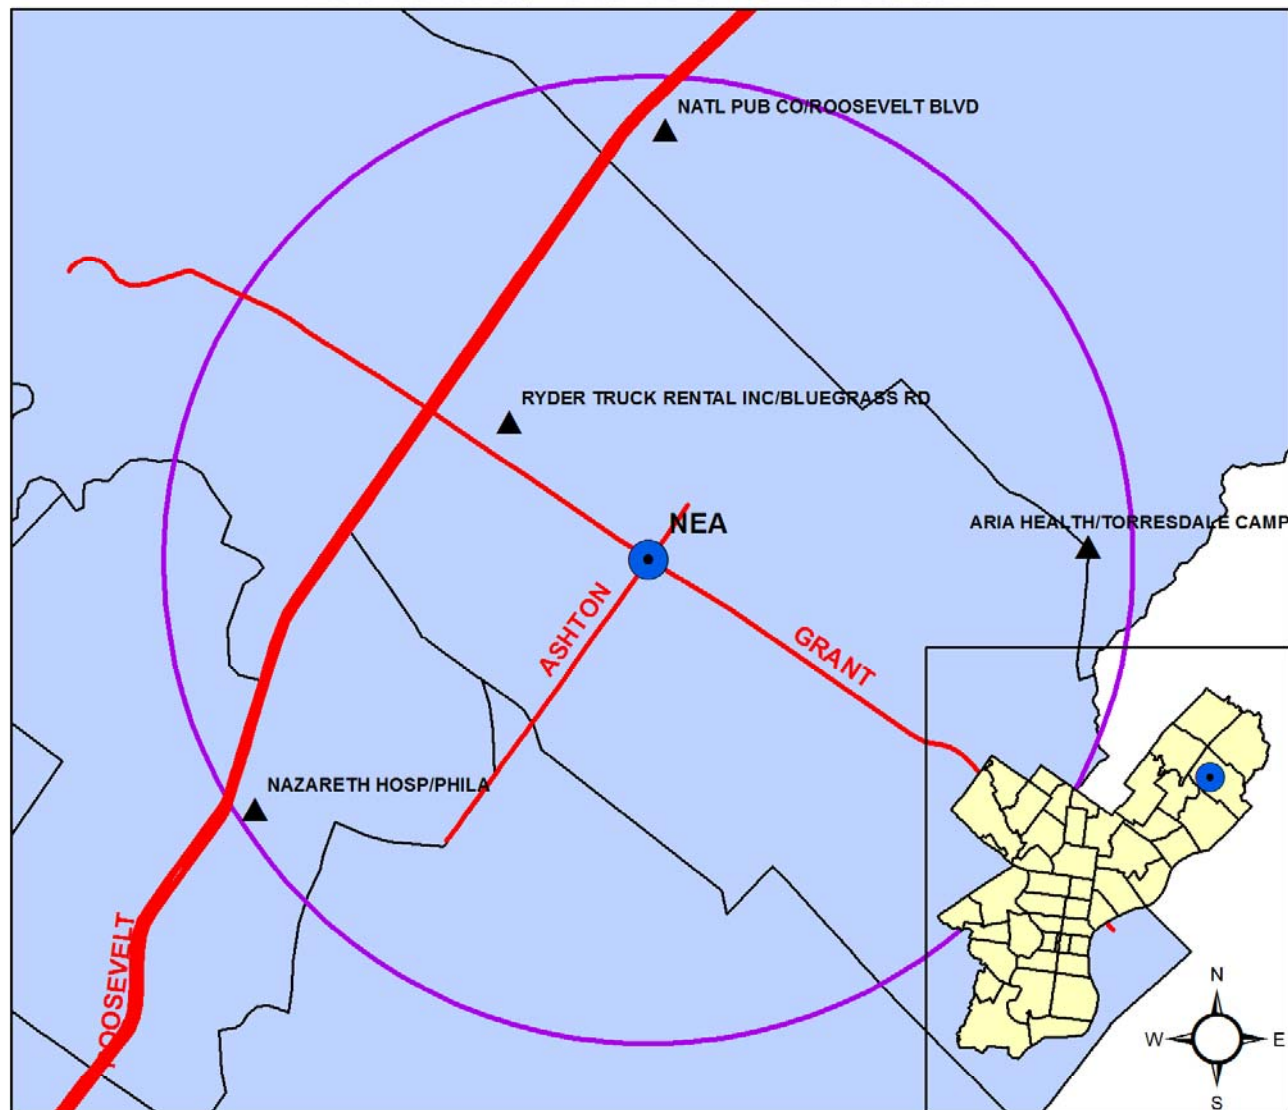 NATL PUB CO/ROOSEVELT BLVD
RYDER TRUCK RENTAL INC/BLUEGRASS RD
NEA
ARIA HEALTH/TORRESDALE CAMP
ASHTON
GRANT
NAZARETH HOSP/PHILA
ROOSEVELT
N
W
E
S